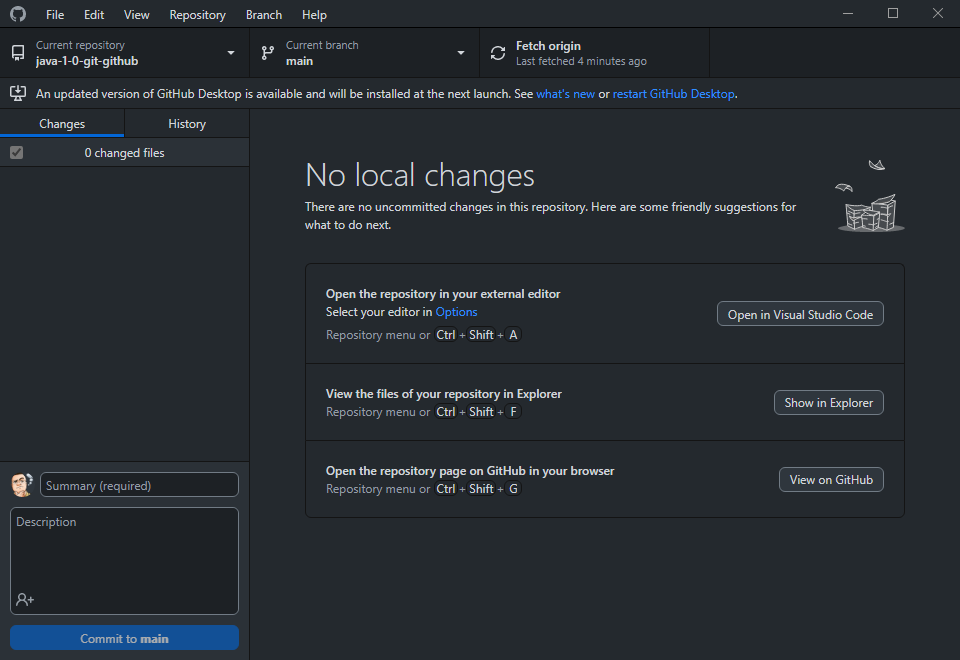 File Edit View Repository Branch Help
Current repository
java-1-0-git-github
Current branch
main
Fetch origin
Last fetched 4 minutes ago
An updated version of GitHub Desktop is available and will be installed at the next launch. See what's new or restart GitHub Desktop.
Changes
History
0 changed files
No local changes
There are no uncommitted changes in this repository. Here are some friendly suggestions for
what to do next.
Open the repository in your external editor
Select your editor in Options
Repository menu or Ctrl + Shift + A
Open in Visual Studio Code
View the files of your repository in Explorer
Repository menu or Ctrl + Shift + F
Show in Explorer
Open the repository page on GitHub in your browser
Repository menu or Ctrl + Shift + G
View on GitHub
Summary (required)
Description
Commit to main